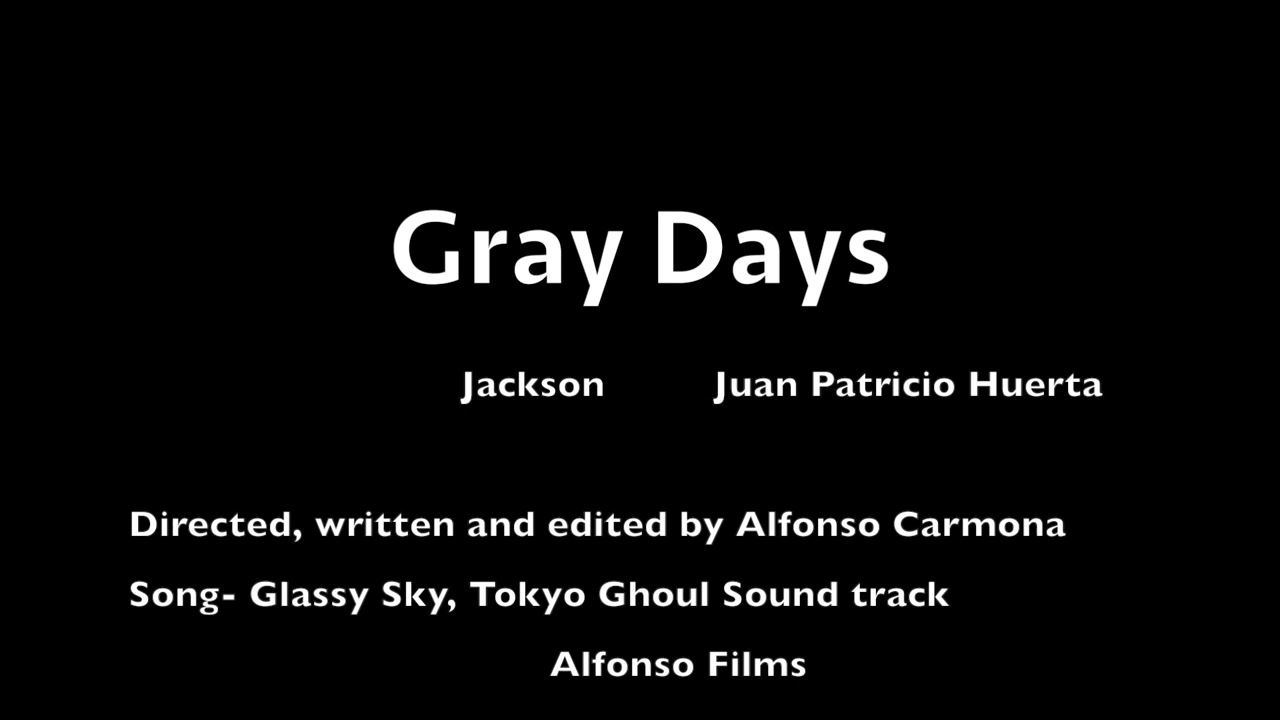 Gray Days
Jackson Juan Patricio Huerta
Directed, written and edited by Alfonso Carmona
Song- Glassy Sky, Tokyo Ghoul Sound track
Alfonso Films